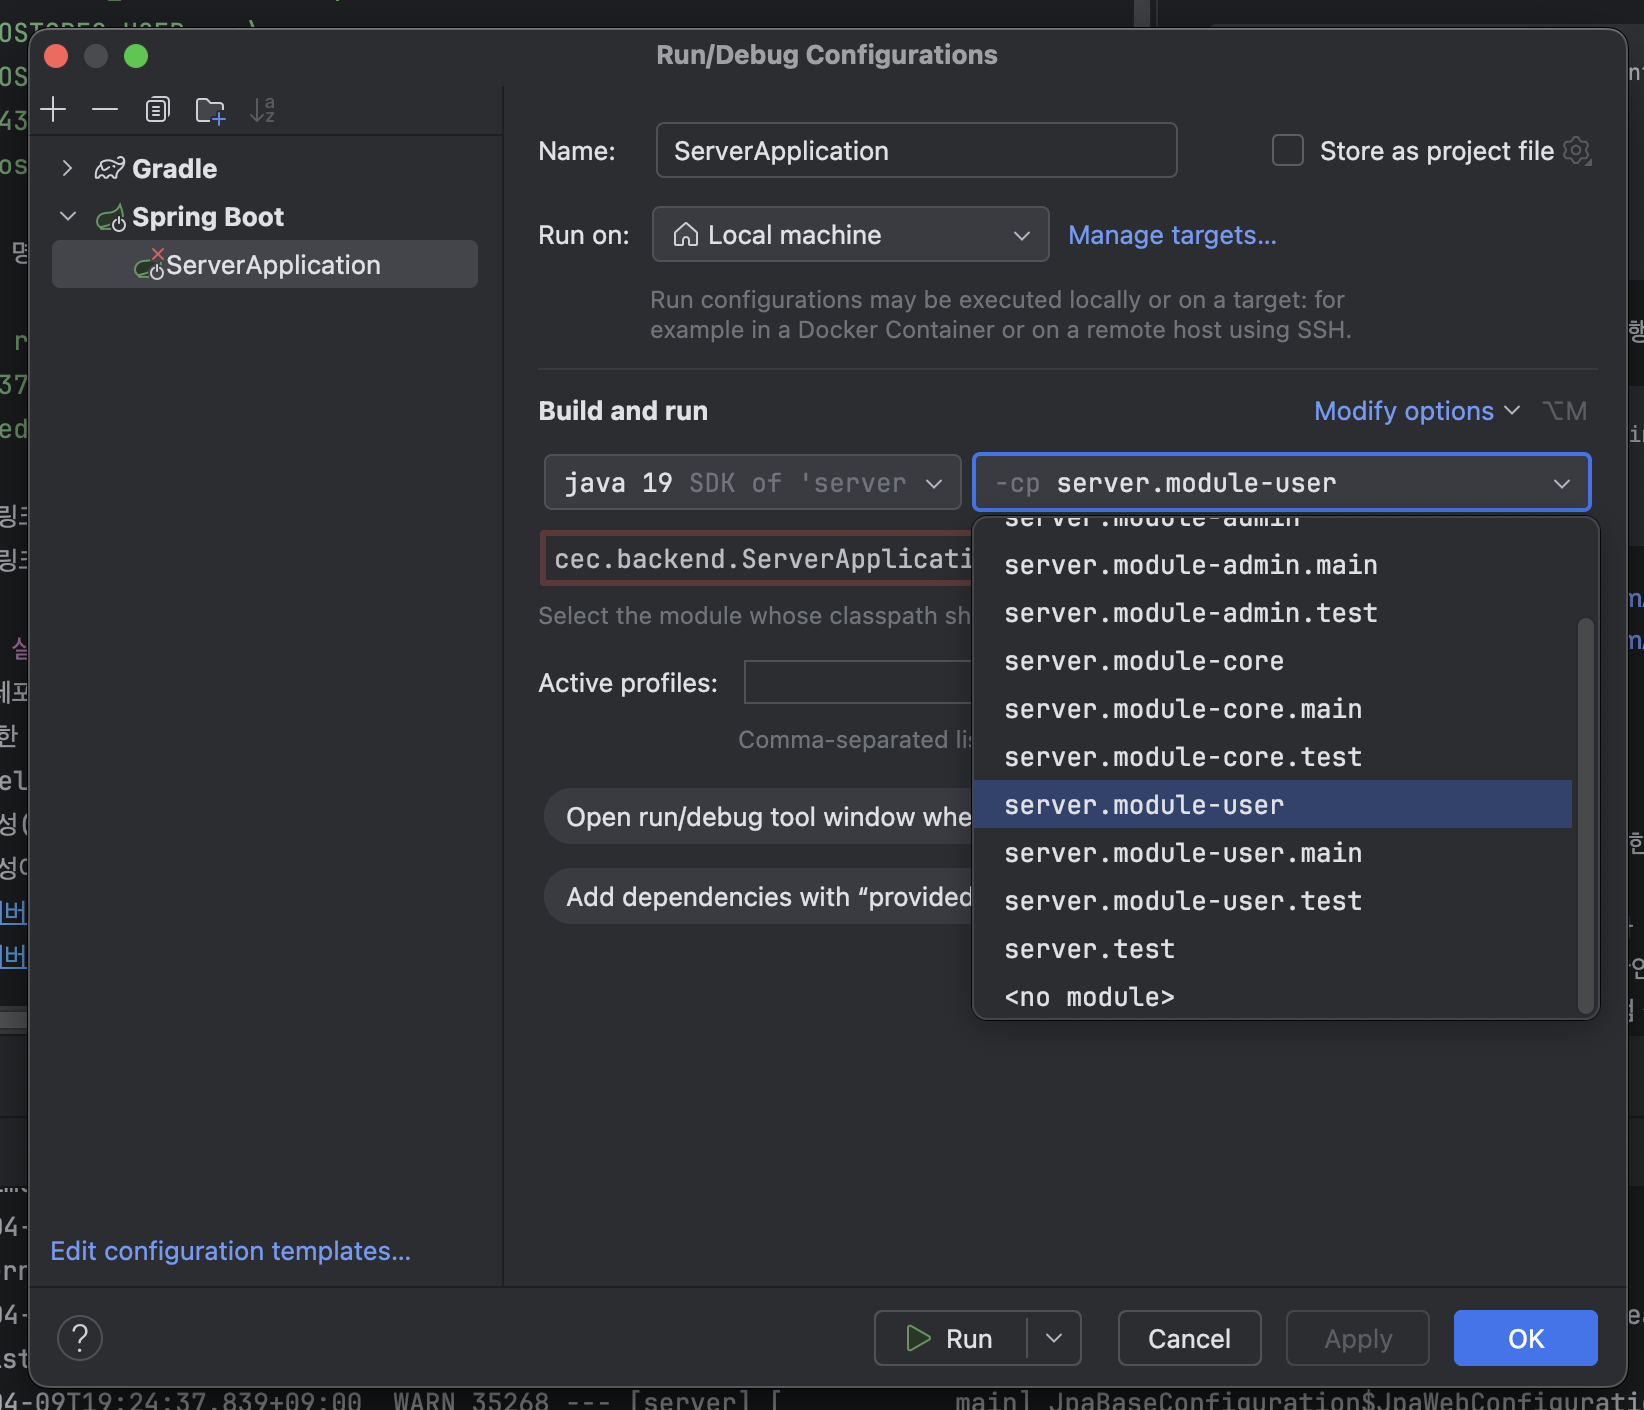 Run/Debug Configurations
Gradle
Spring Boot
ServerApplication
Edit configuration templates...
Name: ServerApplication Store as project file
Run on: Local machine Manage targets...
Run configurations may be executed locally or on a target: for
example in a Docker Container or on a remote host using SSH.
Build and run Modify options ⌥M
java 19 SDK of 'server -cp server.module-user
cec.backend.ServerApplicati
Select the module whose classpath sh
Active profiles:
Comma-separated lis
Open run/debug tool window whe
Add dependencies with “provided
server.module-admin
server.module-admin.main
server.module-admin.test
server.module-core
server.module-core.main
server.module-core.test
server.module-user
server.module-user.main
server.module-user.test
server.test
<no module>
? Run Cancel Apply OK
04-09T19:24:37.839+09:00 WARN 35268 --- [server] [ main] JpaBaseConfiguration$JpaWebConfigurati